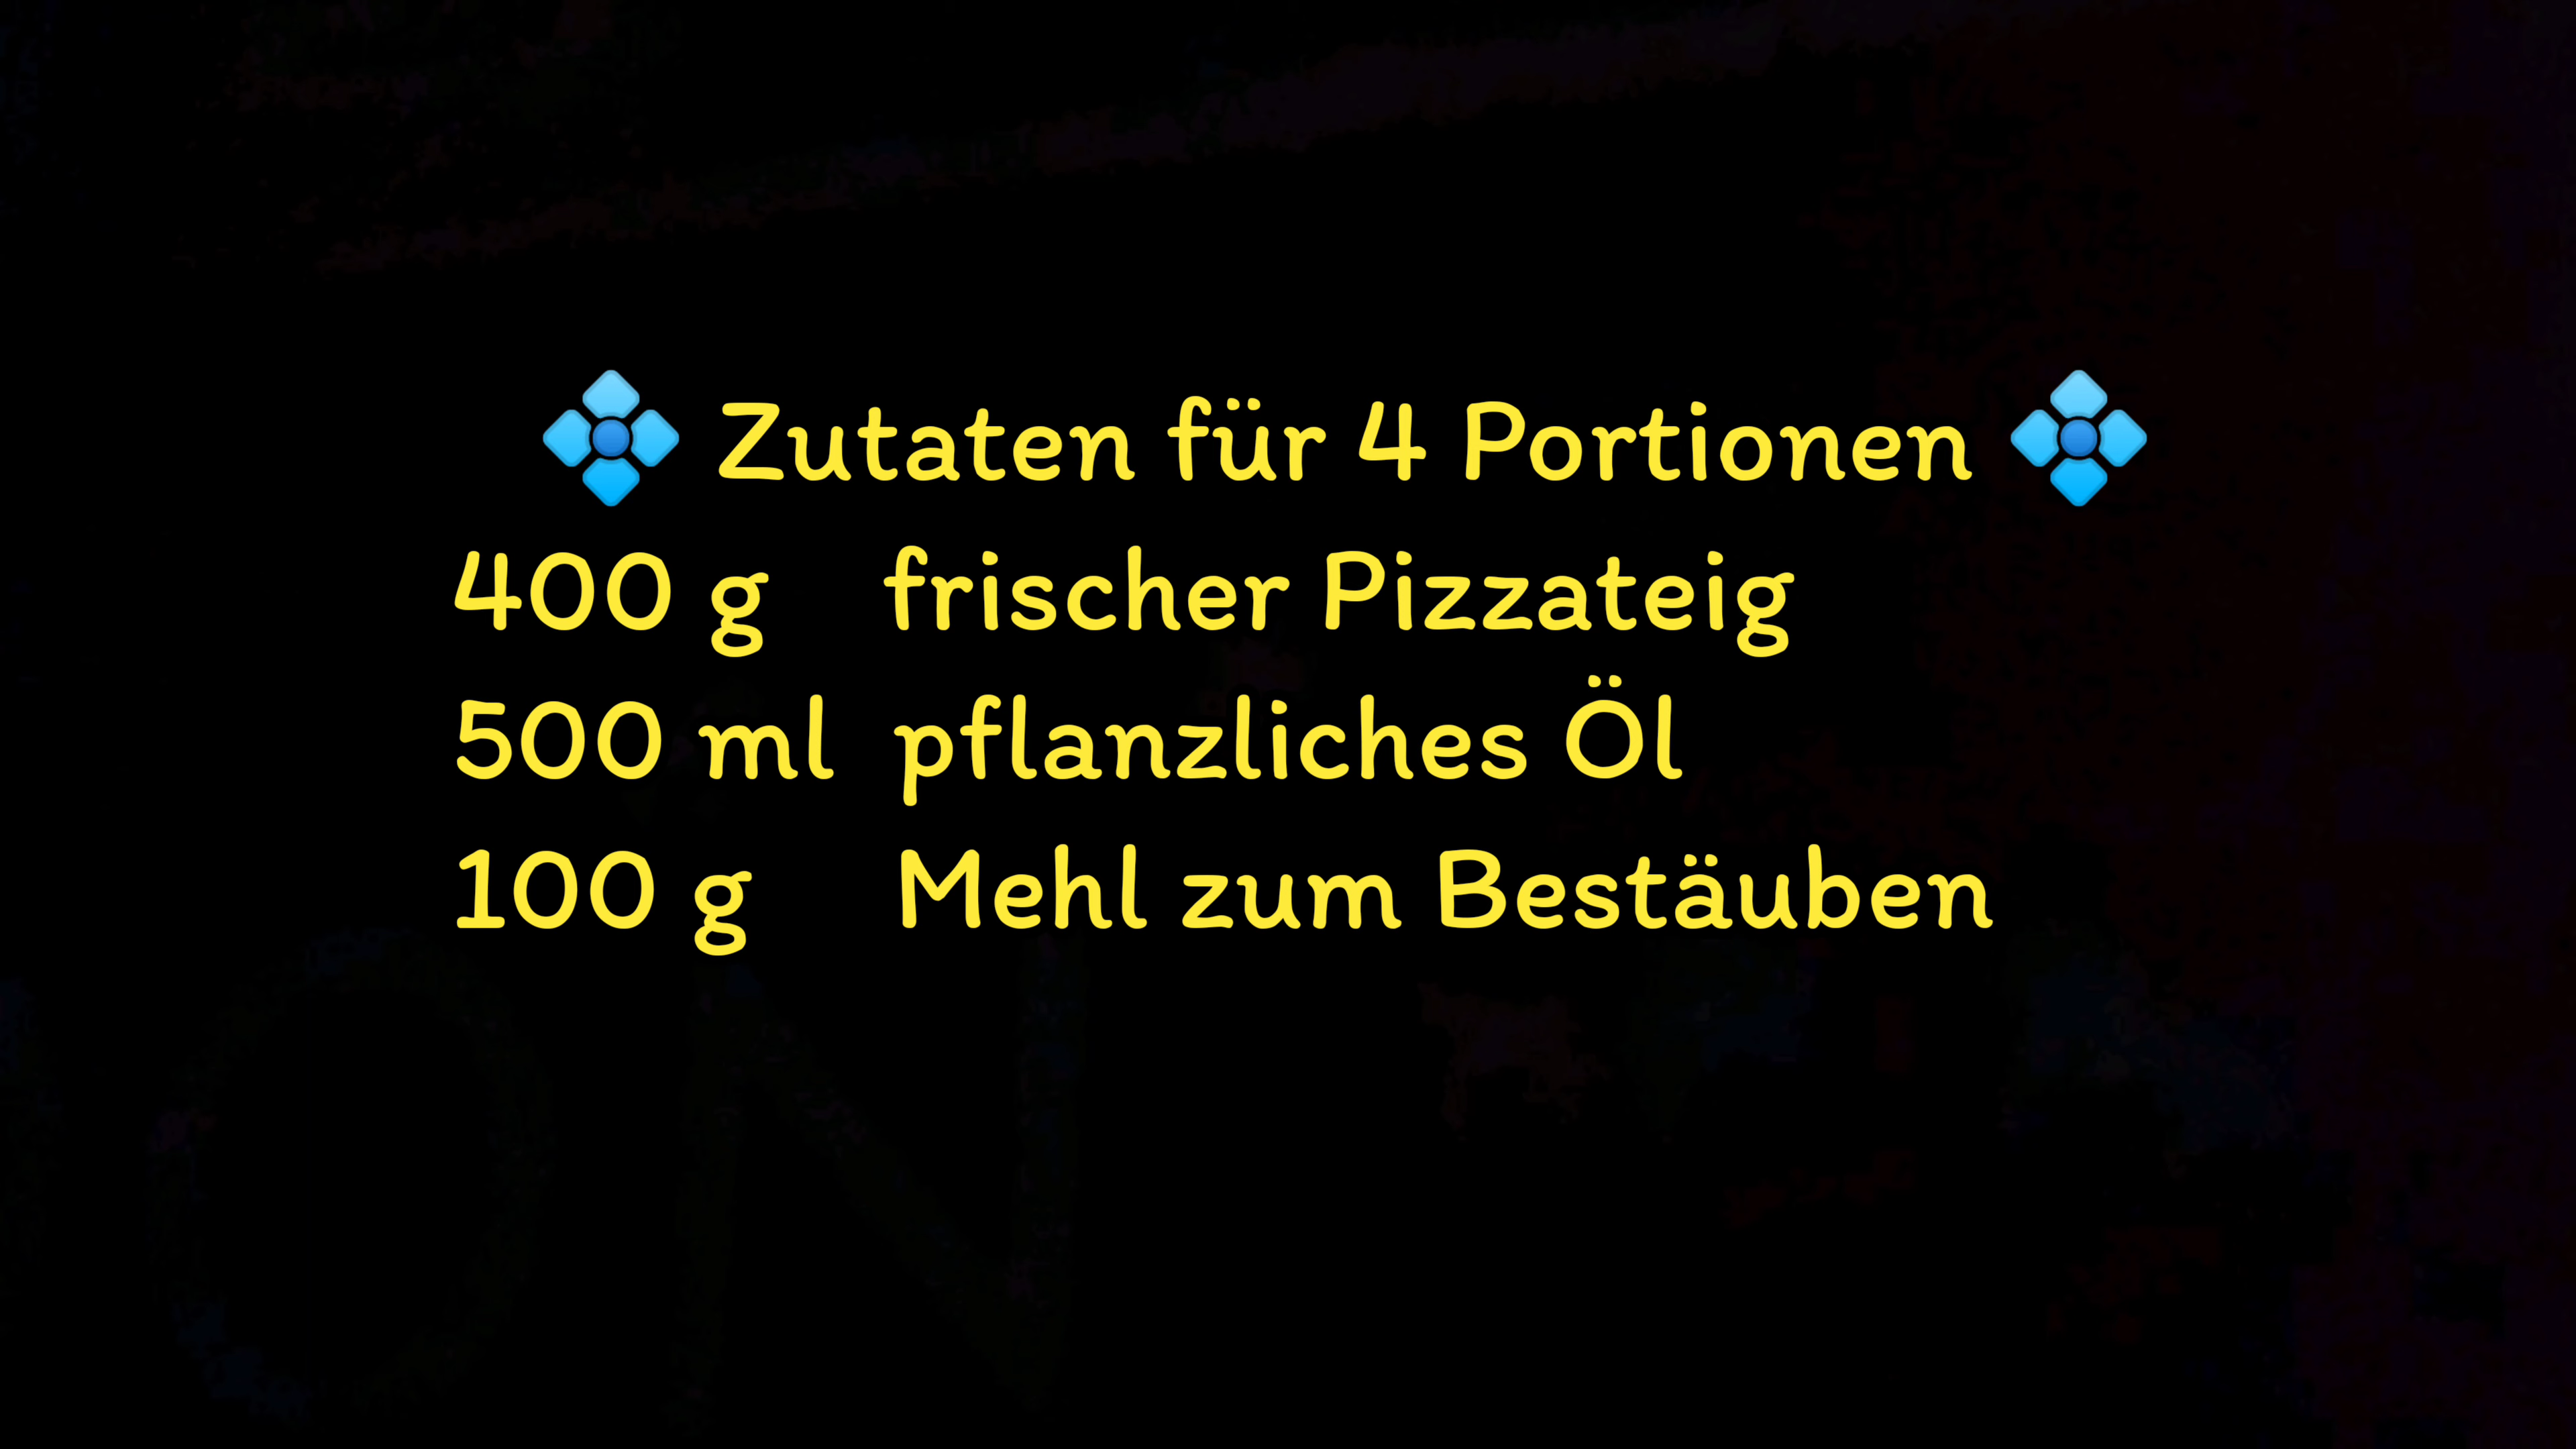 💠 Zutaten für 4 Portionen 💠
400 g frischer Pizzateig
500 ml pflanzliches Öl
100 g Mehl zum Bestäuben